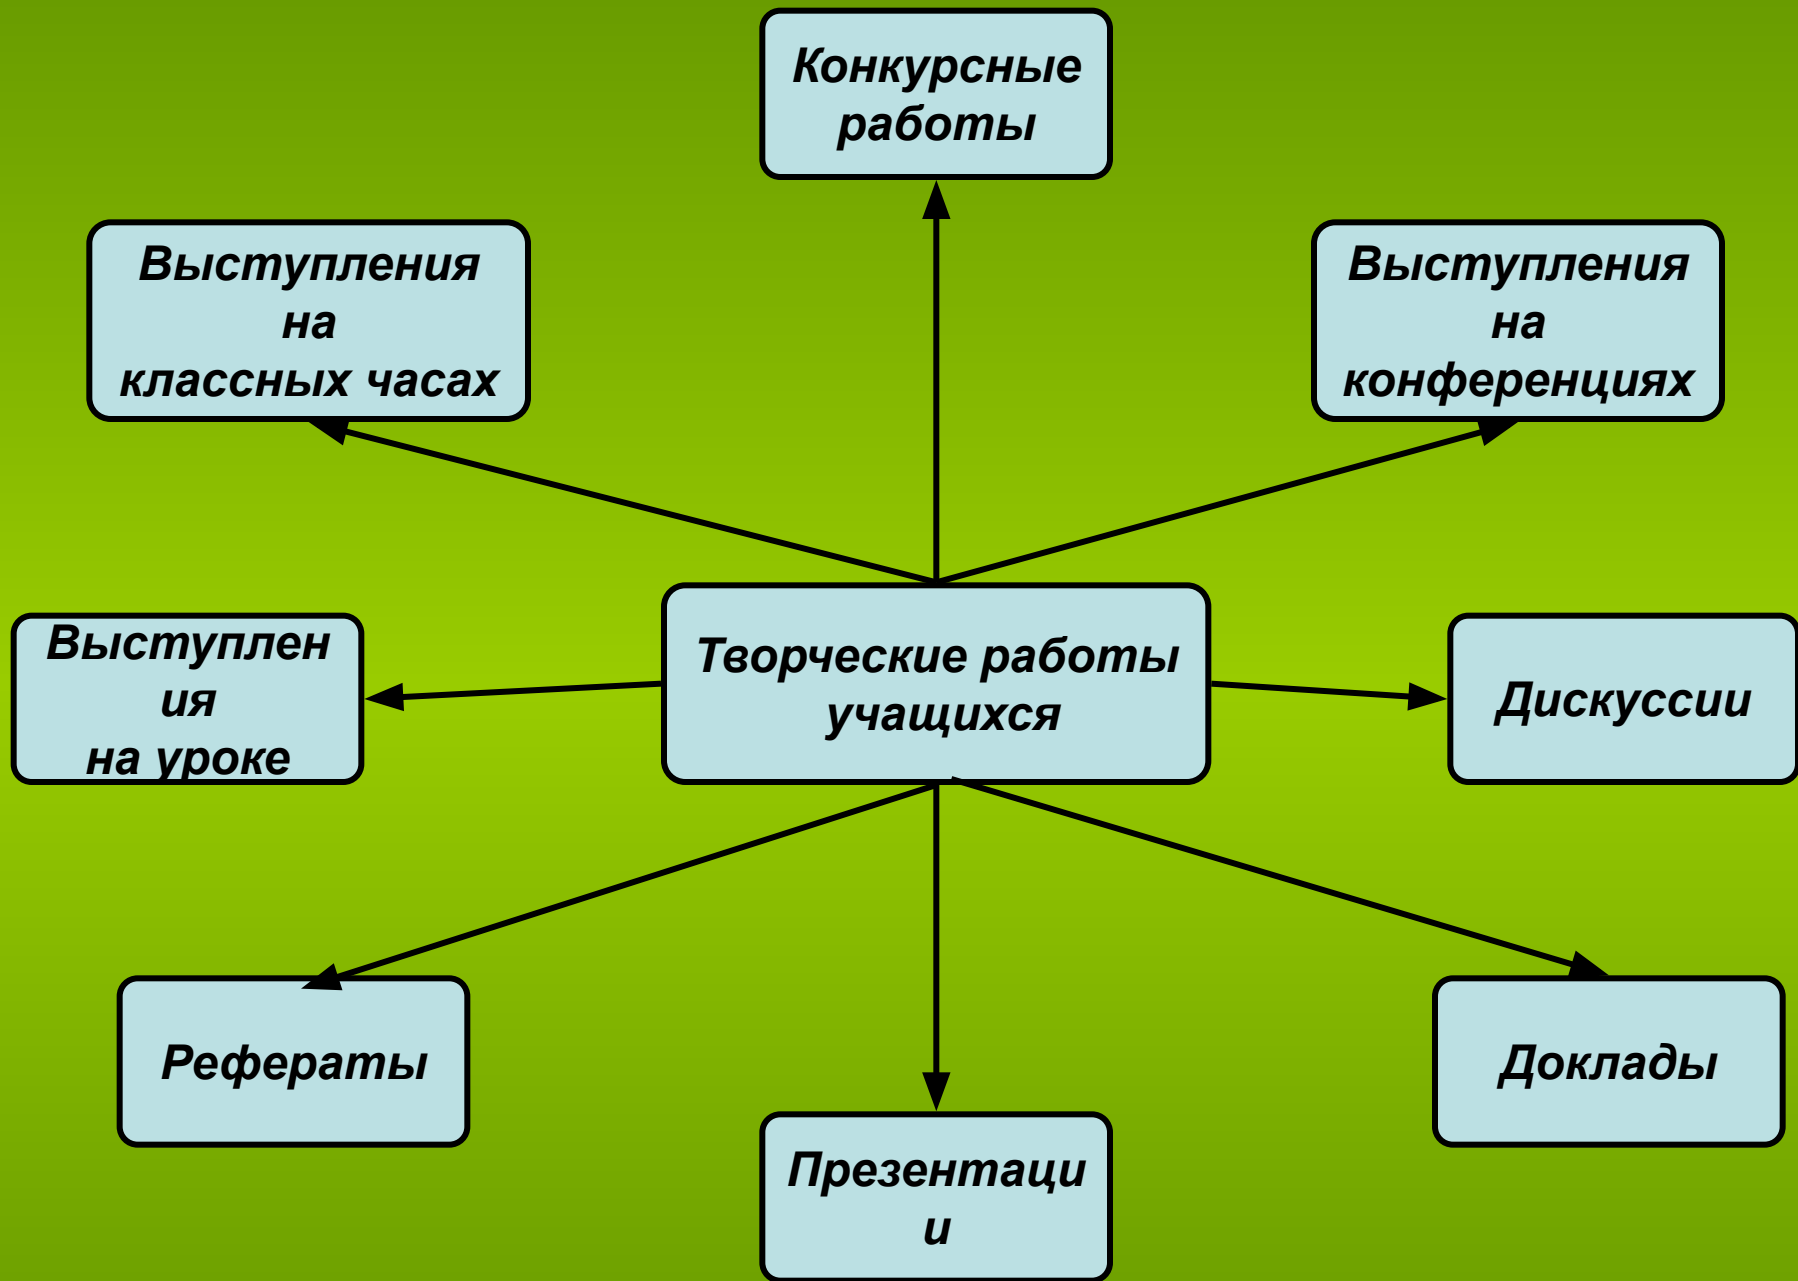 Конкурсные
работы
Выступления
на
классных часах
Выступления
на
конференциях
Выступлен
ия
на уроке
Творческие работы
учащихся
Дискуссии
Рефераты
Доклады
Презентаци
и